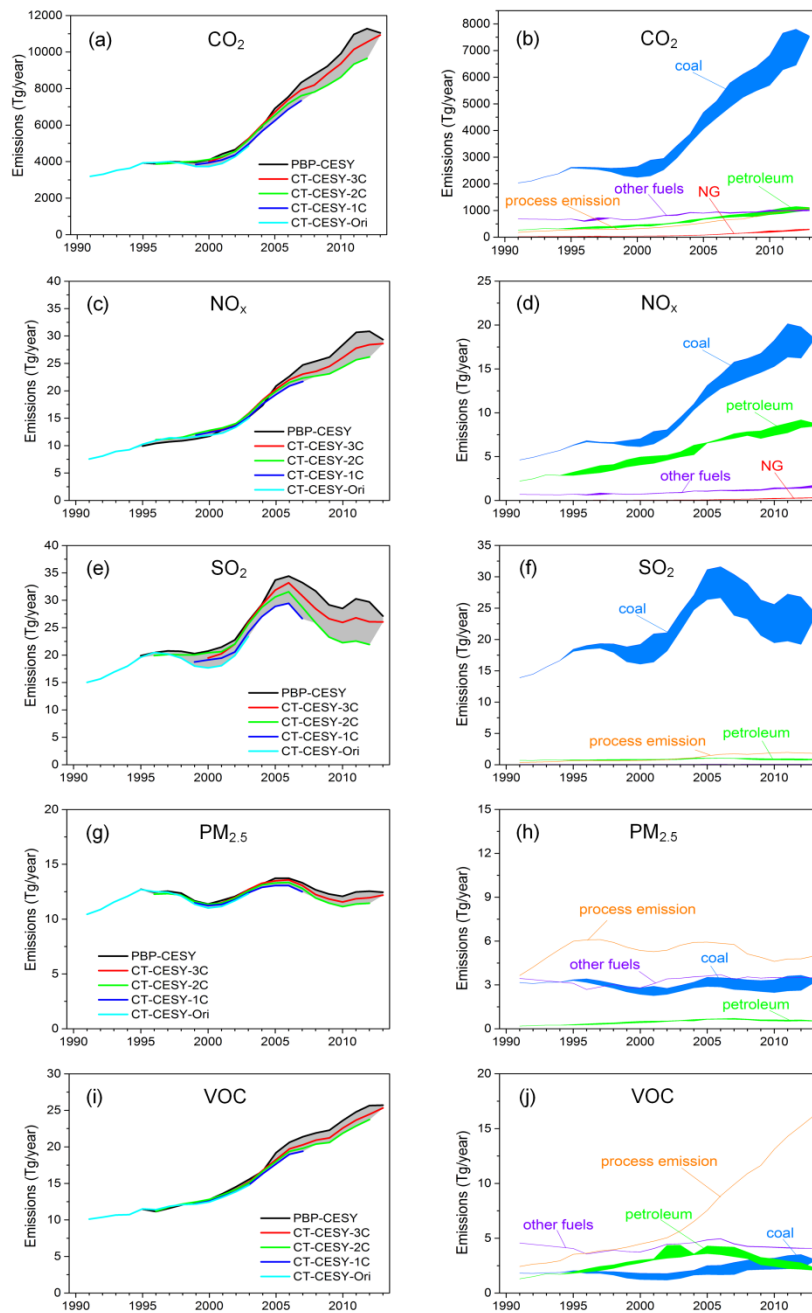 (a) CO₂
Emissions (Tg/year)
12000
10000
8000
6000
4000
2000
0
PBP-CESY
CT-CESY-3C
CT-CESY-2C
CT-CESY-1C
CT-CESY-Ori
1990 1995 2000 2005 2010
(b) CO₂
Emissions (Tg/year)
8000
7000
6000
5000
4000
3000
2000
1000
0
coal
petroleum
NG
other fuels
process emission
1990 1995 2000 2005 2010
(c) NOₓ
Emissions (Tg/year)
40
35
30
25
20
15
10
5
0
PBP-CESY
CT-CESY-3C
CT-CESY-2C
CT-CESY-1C
CT-CESY-Ori
1990 1995 2000 2005 2010
(d) NOₓ
Emissions (Tg/year)
25
20
15
10
5
0
coal
petroleum
NG
other fuels
1990 1995 2000 2005 2010
(e) SO₂
Emissions (Tg/year)
50
45
40
35
30
25
20
15
10
5
0
PBP-CESY
CT-CESY-3C
CT-CESY-2C
CT-CESY-1C
CT-CESY-Ori
1990 1995 2000 2005 2010
(f) SO₂
Emissions (Tg/year)
35
30
25
20
15
10
5
0
coal
petroleum
process emission
1990 1995 2000 2005 2010
(g) PM₂.₅
Emissions (Tg/year)
25
20
15
10
5
0
PBP-CESY
CT-CESY-3C
CT-CESY-2C
CT-CESY-1C
CT-CESY-Ori
1990 1995 2000 2005 2010
(h) PM₂.₅
Emissions (Tg/year)
15
12
9
6
3
0
process emission
other fuels
coal
petroleum
1990 1995 2000 2005 2010
(i) VOC
Emissions (Tg/year)
30
25
20
15
10
5
0
PBP-CESY
CT-CESY-3C
CT-CESY-2C
CT-CESY-1C
CT-CESY-Ori
1990 1995 2000 2005 2010
(j) VOC
Emissions (Tg/year)
20
15
10
5
0
process emission
petroleum
other fuels
coal
1990 1995 2000 2005 2010